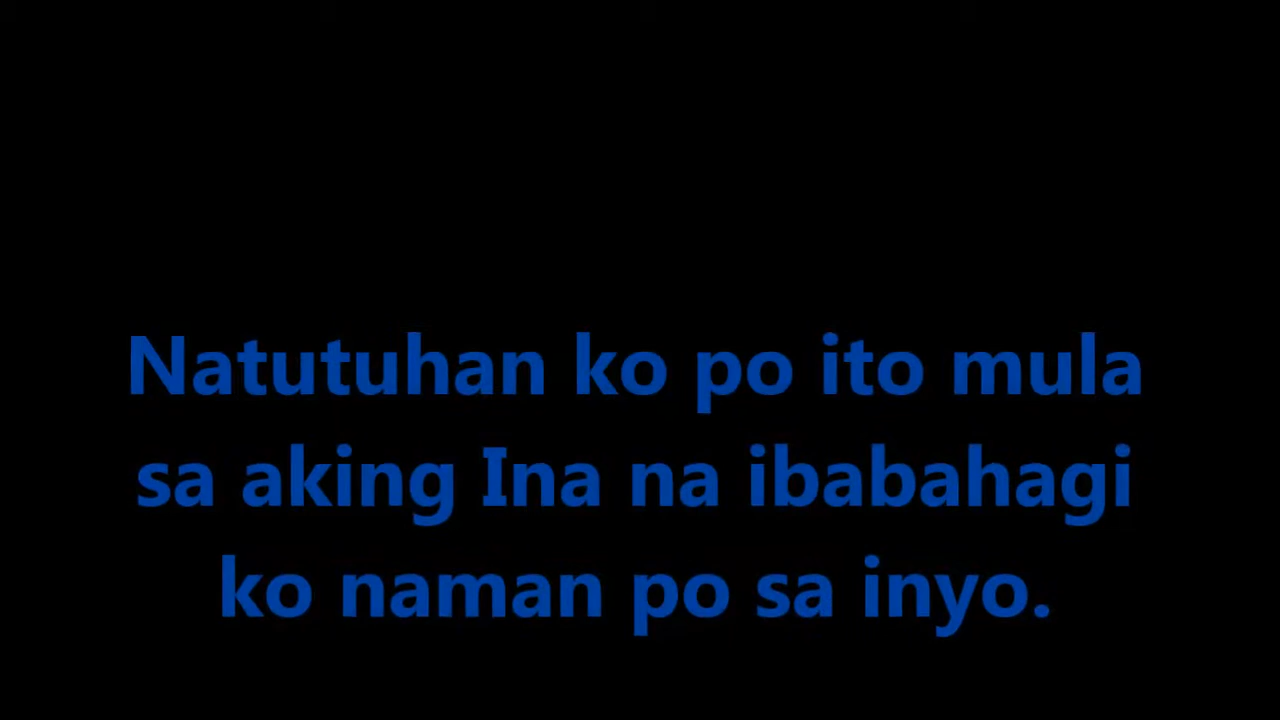 Natutuhan ko po ito mula
sa aking Ina na ibabahagi
ko naman po sa inyo.